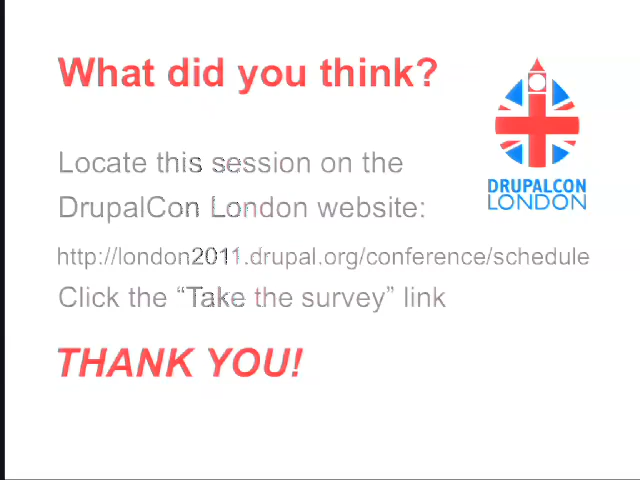 What did you think?
Locate this session on the
DrupalCon London website:
http://london2011.drupal.org/conference/schedule
Click the “Take the survey” link
THANK YOU!
DRUPALCON
LONDON